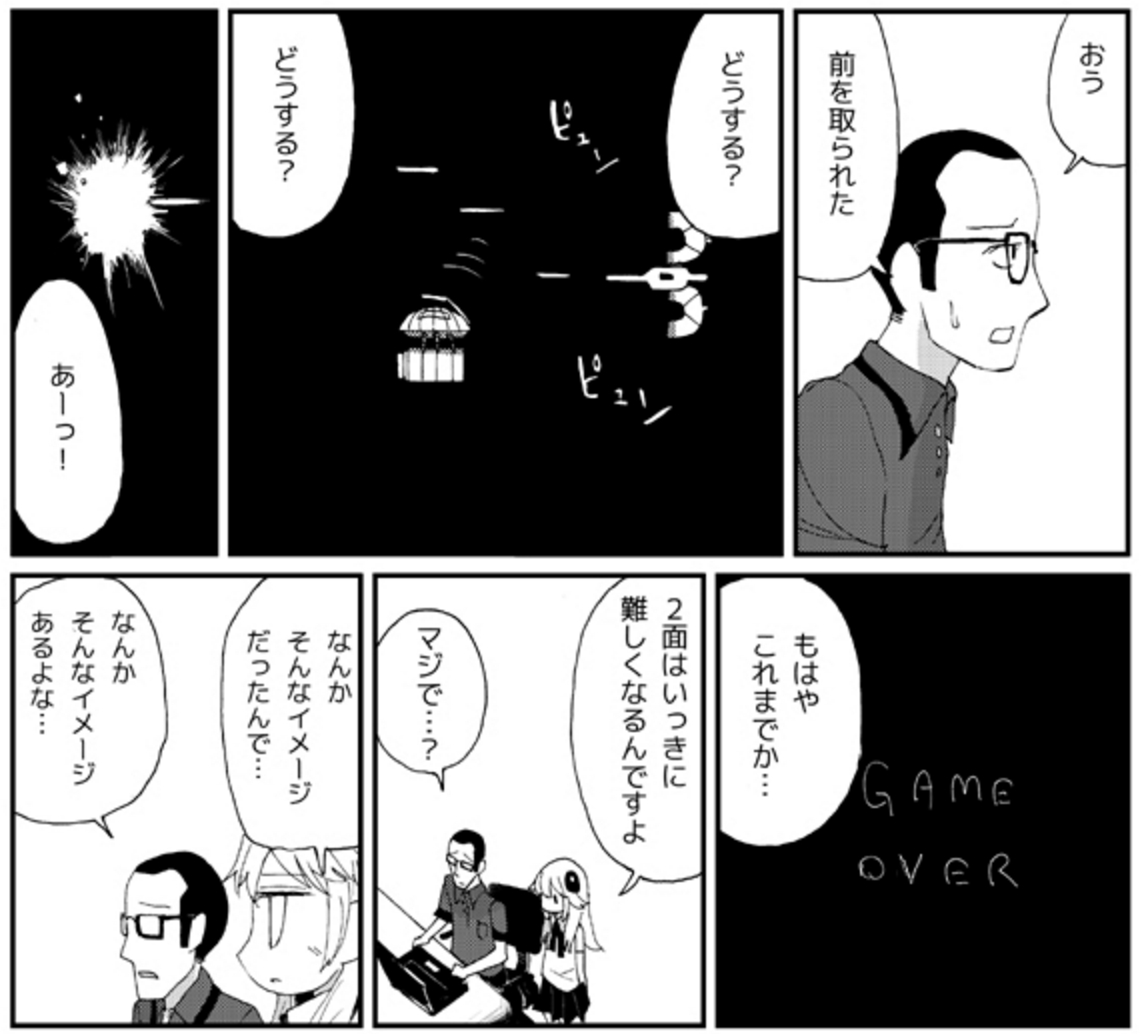 おう
前を取られた
どうする？
ピュー
ピュー
どうする？
あーっ！
もはや
これまでか…
GAME
OVER
２面はいっきに
難しくなるんですよ
マジで…？
なんか
そんなイメージ
だったんで…
なんか
そんなイメージ
あるよな…